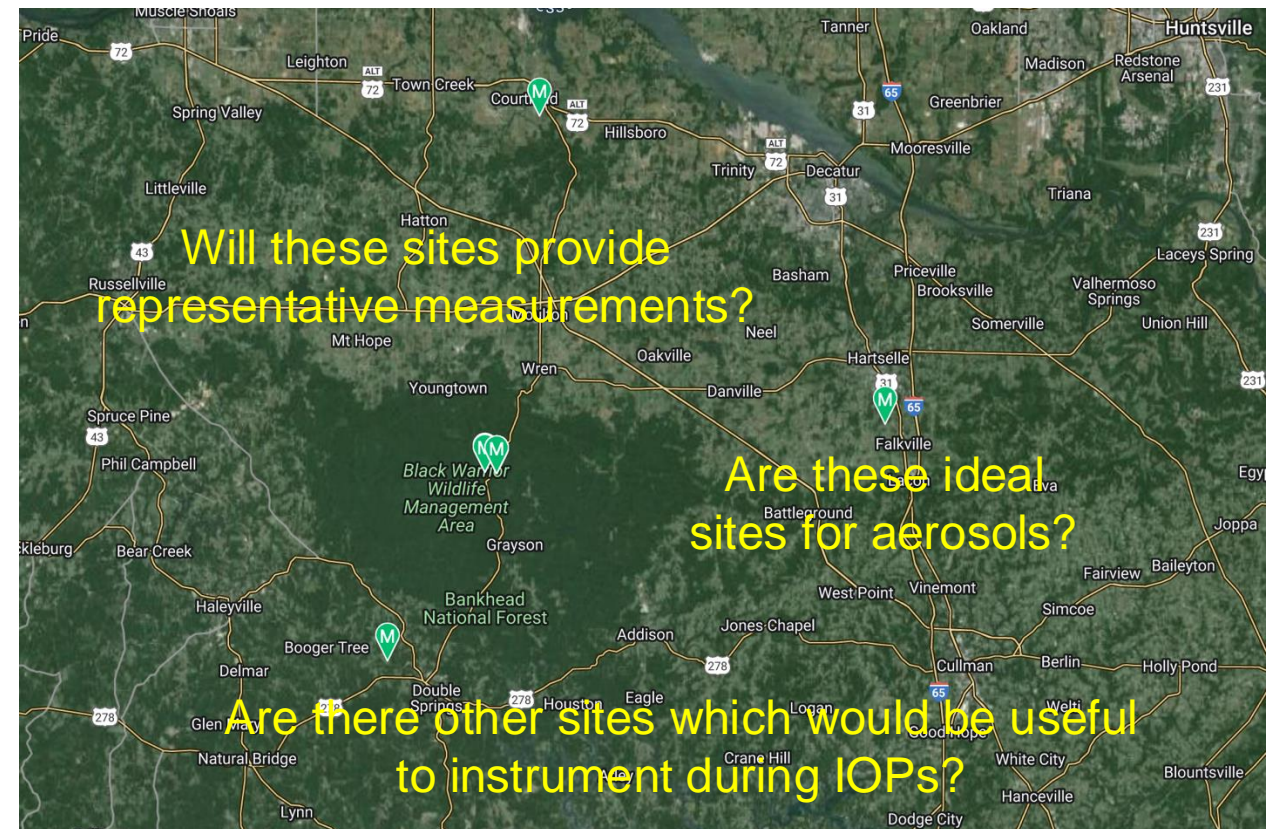 Muscle Shoals
Pride
72
Leighton
ALT
72
Town Creek
Tanner
Oakland
Huntsville
Madison
Redstone
Arsenal
65
231
Spring Valley
M
ALT
72
Hillsboro
31
Greenbrier
Mooresville
ALT
72
Trinity
Decatur
31
Littleville
Triana
Hatton
43
Will these sites provide
representative measurements?
231
Laceys Spring
Russellville
Basham
Priceville
Brooksville
Valhermoso
Springs
Mt Hope
Neel
Somerville
Union Hill
Oakville
Hartselle
Wren
Youngtown
Danville
31
M
65
231
Spruce Pine
43
Falkville
Phil Campbell
M
M
Black Warrior
Wildlife
Management
Area
Are these ideal
sites for aerosols?
Lacon
Eva
Battleground
Joppa
Grayson
Bear Creek
Fairview
Baileyton
West Point
Vinemont
Haleyville
Bankhead
National Forest
Simcoe
Booger Tree
M
Addison
Jones Chapel
278
Cullman
Berlin
Holly Pond
Delmar
Double
Springs
278
Houston
Eagle
65
Logan
Welti
278
278
Glen Mary
Good Hope
Are there other sites which would be useful
to instrument during IOPs?
Natural Bridge
Arley
Crane Hill
White City
Blountsville
Hanceville
Lynn
Dodge City